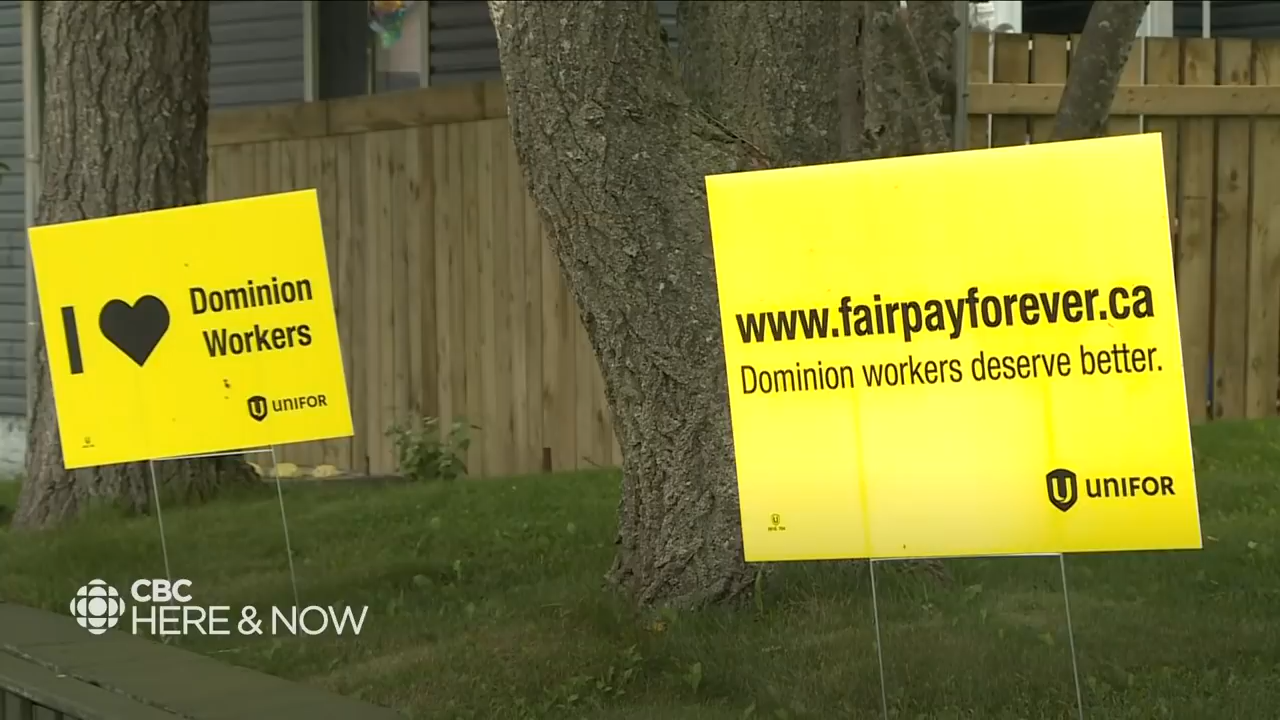 I ♥ Dominion
Workers
UNIFOR
www.fairpayforever.ca
Dominion workers deserve better.
UNIFOR
CBC
HERE & NOW